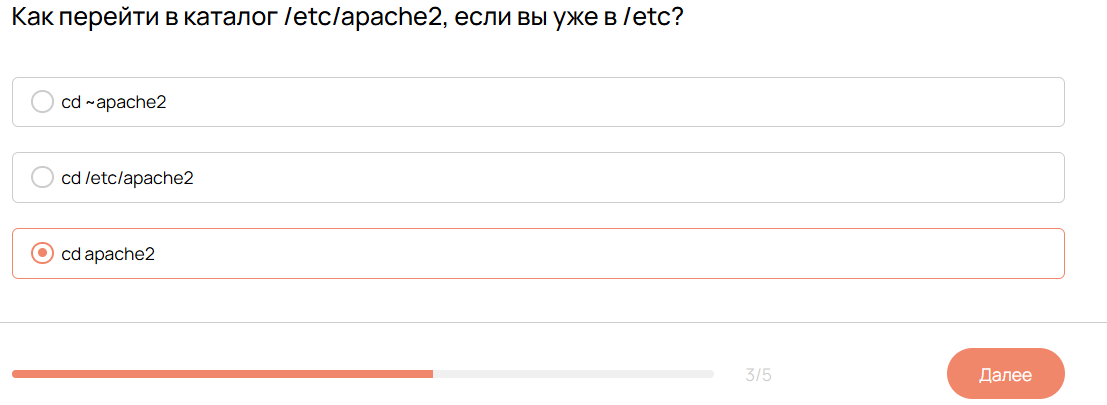 Как перейти в каталог /etc/apache2, если вы уже в /etc?
cd ~apache2
cd /etc/apache2
cd apache2
3/5
Далее